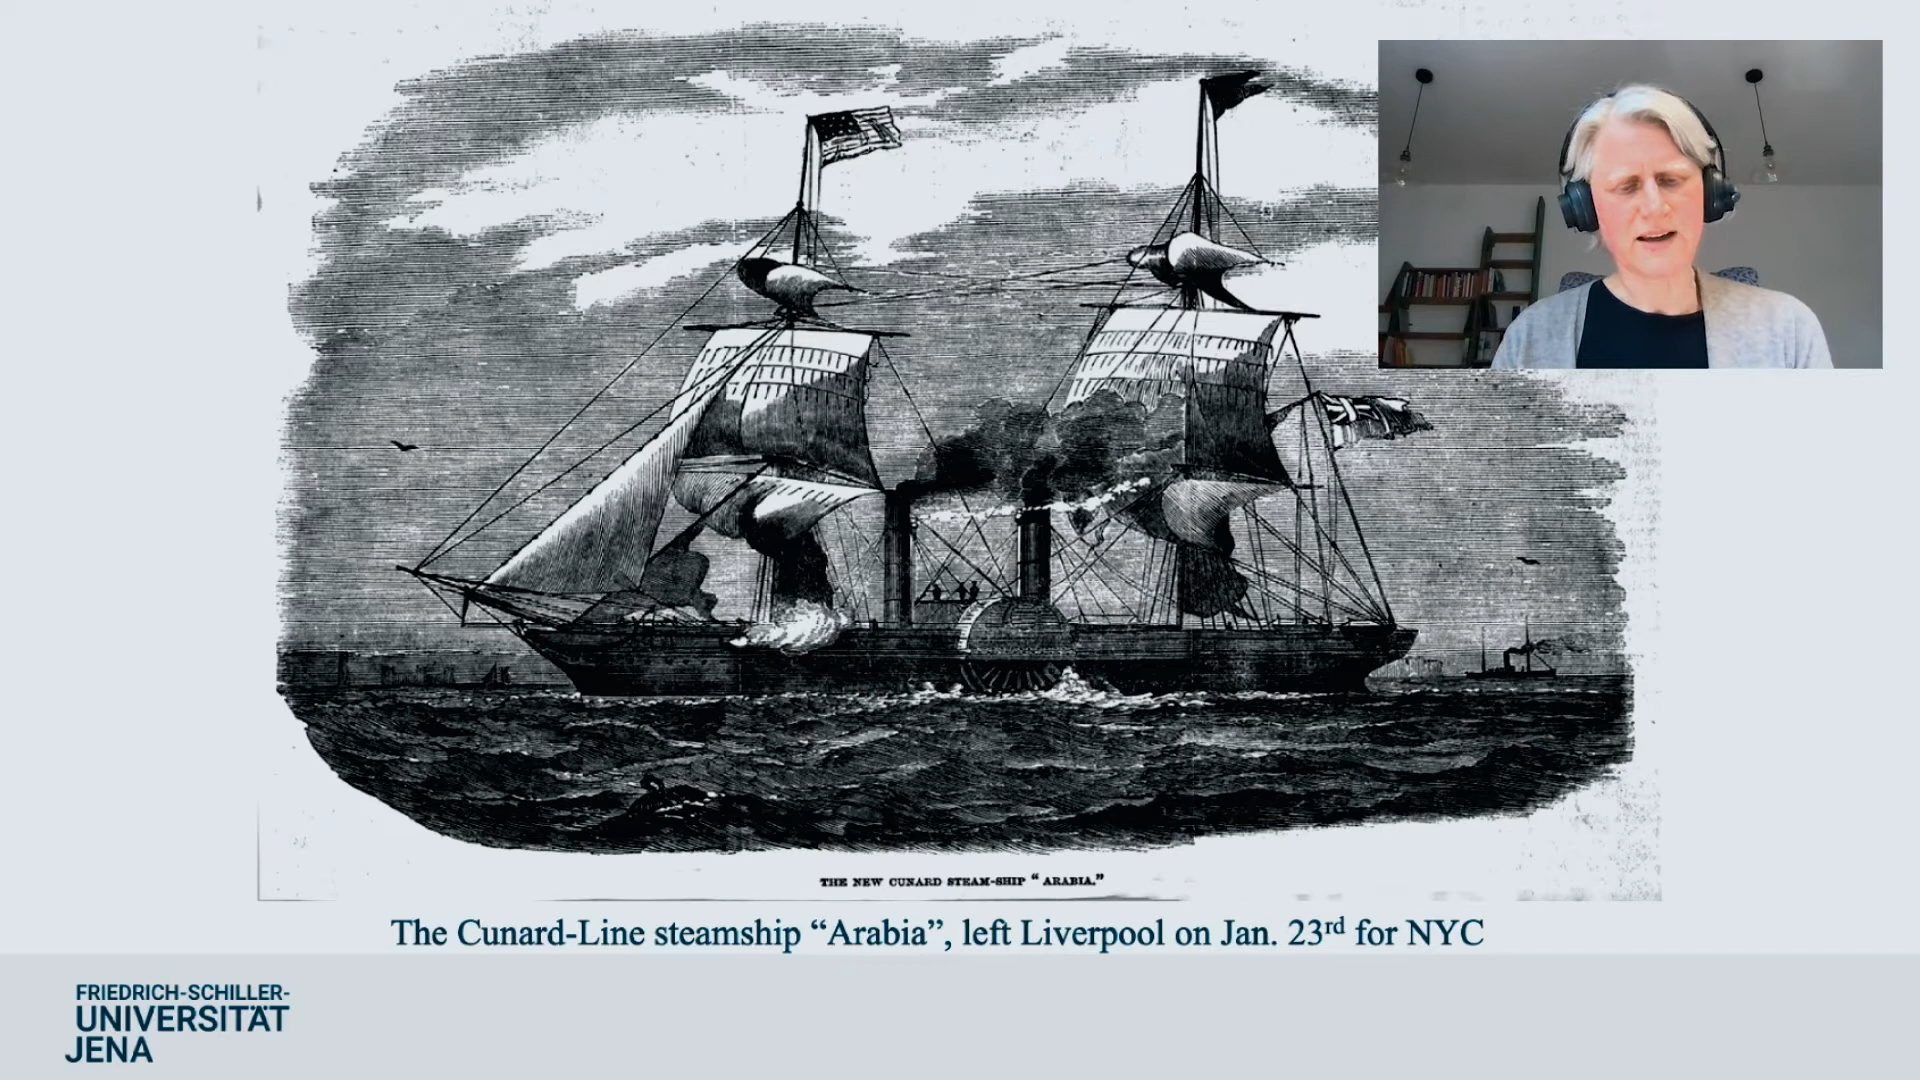 THE NEW CUNARD STEAM-SHIP “ARABIA.”
The Cunard-Line steamship “Arabia”, left Liverpool on Jan. 23rd for NYC
FRIEDRICH-SCHILLER-
UNIVERSITÄT
JENA